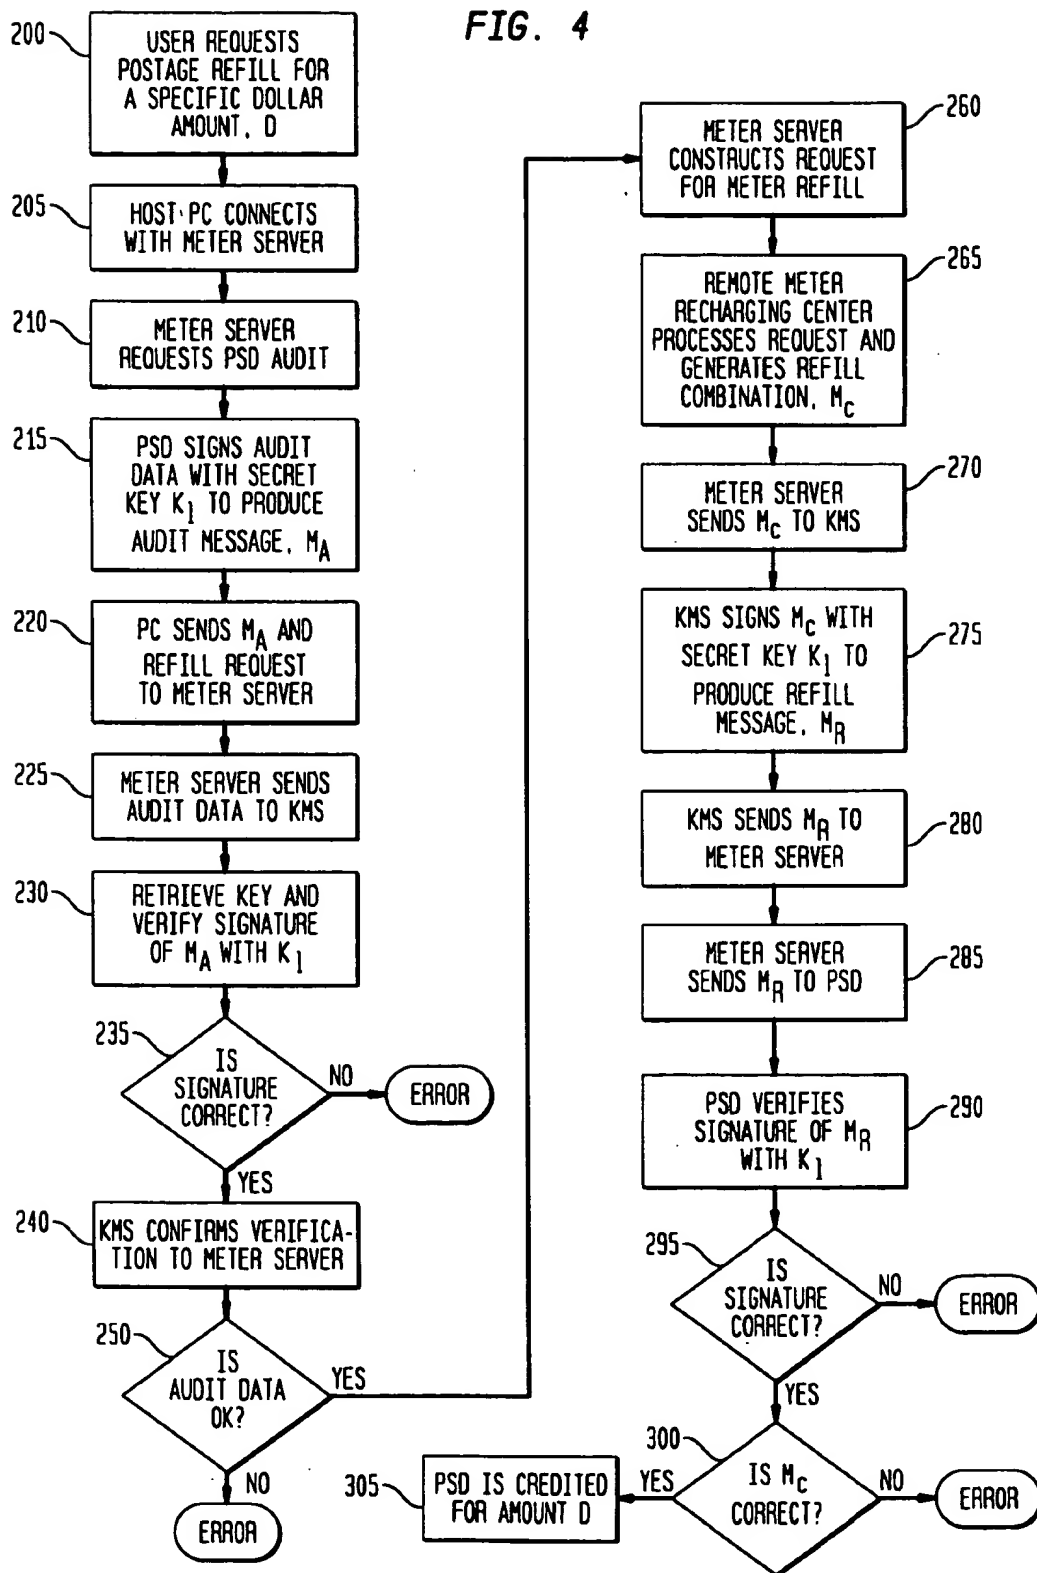 FIG. 4
200
USER REQUESTS
POSTAGE REFILL FOR
A SPECIFIC DOLLAR
AMOUNT, D
205
HOST PC CONNECTS
WITH METER SERVER
210
METER SERVER
REQUESTS PSD AUDIT
215
PSD SIGNS AUDIT
DATA WITH SECRET
KEY K1 TO PRODUCE
AUDIT MESSAGE, MA
220
PC SENDS MA AND
REFILL REQUEST
TO METER SERVER
225
METER SERVER SENDS
AUDIT DATA TO KMS
230
RETRIEVE KEY AND
VERIFY SIGNATURE
OF MA WITH K1
235
IS
SIGNATURE
CORRECT?
NO
ERROR
YES
240
KMS CONFIRMS VERIFICA-
TION TO METER SERVER
250
IS
AUDIT DATA
OK?
YES
NO
ERROR
260
METER SERVER
CONSTRUCTS REQUEST
FOR METER REFILL
265
REMOTE METER
RECHARGING CENTER
PROCESSES REQUEST AND
GENERATES REFILL
COMBINATION, MC
270
METER SERVER
SENDS MC TO KMS
275
KMS SIGNS MC WITH
SECRET KEY K1 TO
PRODUCE REFILL
MESSAGE, MR
280
KMS SENDS MR TO
METER SERVER
285
METER SERVER
SENDS MR TO PSD
290
PSD VERIFIES
SIGNATURE OF MR
WITH K1
295
IS
SIGNATURE
CORRECT?
NO
ERROR
YES
300
IS MC
CORRECT?
NO
ERROR
YES
305
PSD IS CREDITED
FOR AMOUNT D